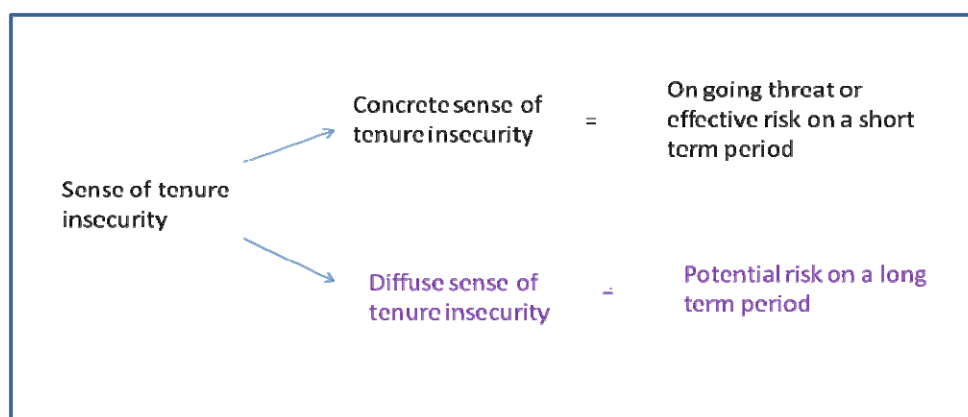 Sense of tenure
insecurity
Concrete sense of
tenure insecurity
=
On going threat or
effective risk on a short
term period
Diffuse sense of
tenure insecurity
=
Potential risk on a long
term period